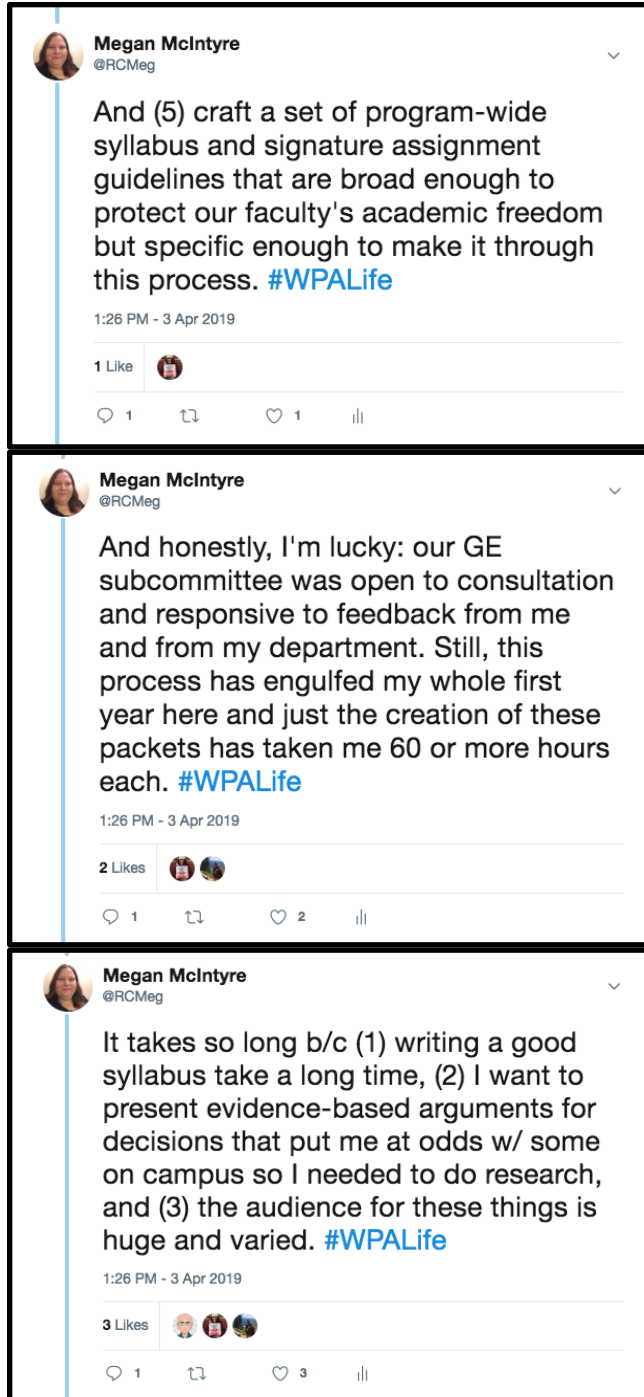 Megan McIntyre
@RCMeg
And (5) craft a set of program-wide
syllabus and signature assignment
guidelines that are broad enough to
protect our faculty's academic freedom
but specific enough to make it through
this process. #WPALife
1:26 PM - 3 Apr 2019
1 Like
1 1
Megan McIntyre
@RCMeg
And honestly, I'm lucky: our GE
subcommittee was open to consultation
and responsive to feedback from me
and from my department. Still, this
process has engulfed my whole first
year here and just the creation of these
packets has taken me 60 or more hours
each. #WPALife
1:26 PM - 3 Apr 2019
2 Likes
1 2
Megan McIntyre
@RCMeg
It takes so long b/c (1) writing a good
syllabus take a long time, (2) I want to
present evidence-based arguments for
decisions that put me at odds w/ some
on campus so I needed to do research,
and (3) the audience for these things is
huge and varied. #WPALife
1:26 PM - 3 Apr 2019
3 Likes
1 3